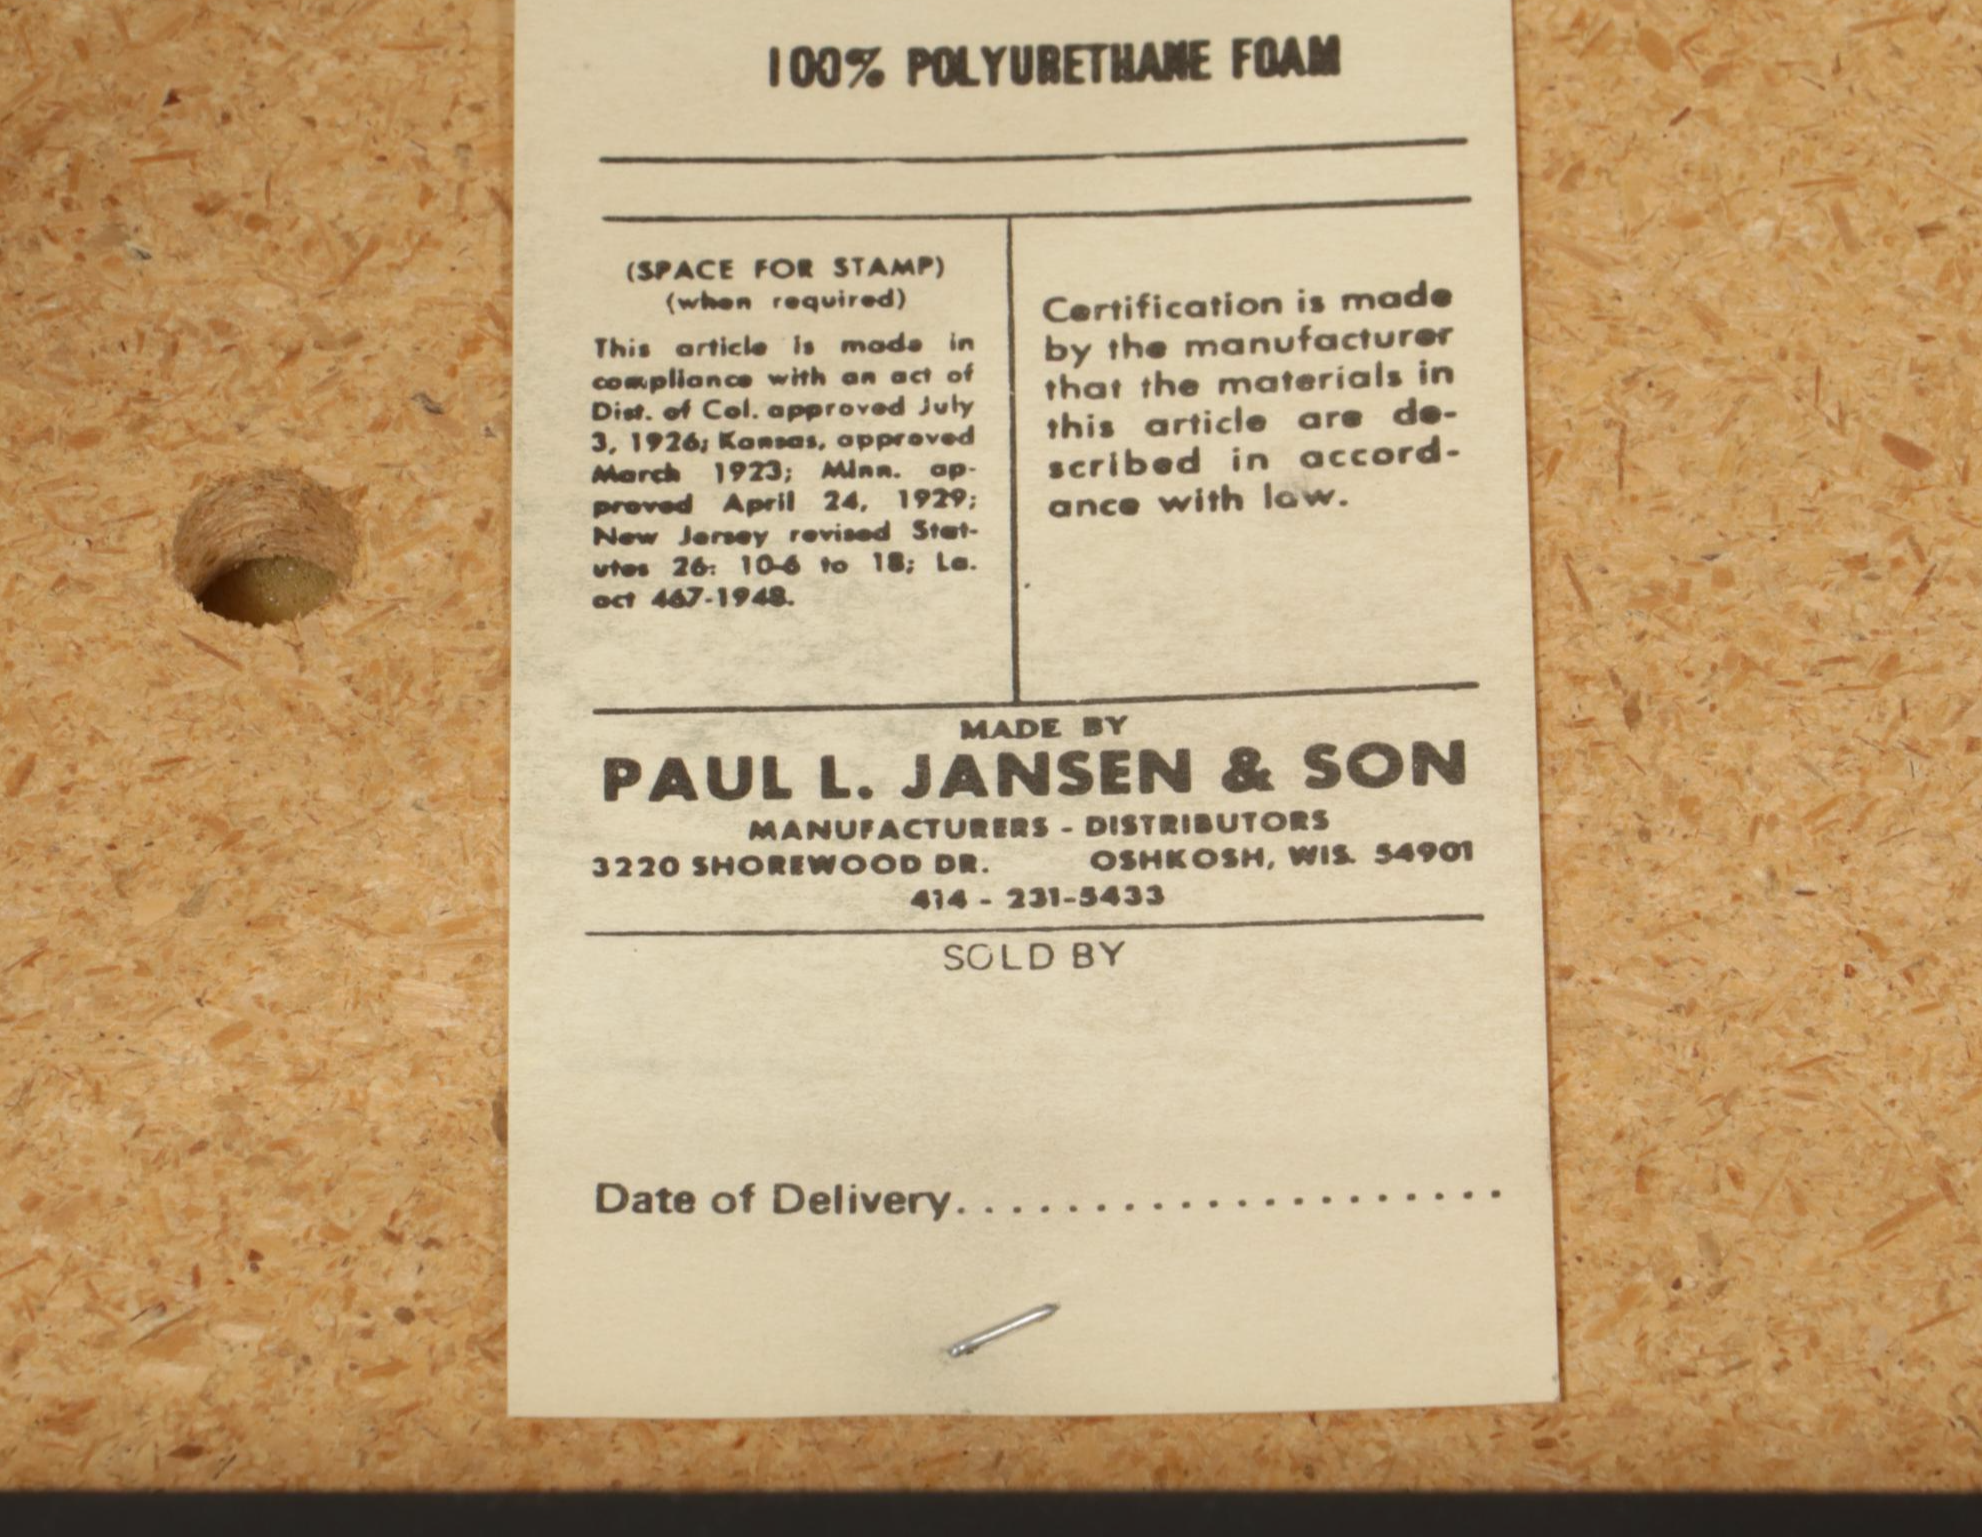 100% POLYURETHANE FOAM
(SPACE FOR STAMP)
(when required)
This article is made in
compliance with an act of
Dist. of Col. approved July
3, 1926; Kansas, approved
March 1923; Minn. ap-
proved April 24, 1929;
New Jersey revised Stat-
utes 26: 10-6 to 18; La.
act 467-1948.
Certification is made
by the manufacturer
that the materials in
this article are de-
scribed in accord-
ance with law.
MADE BY
PAUL L. JANSEN & SON
MANUFACTURERS - DISTRIBUTORS
3220 SHOREWOOD DR. OSHKOSH, WIS. 54901
414 - 231-5433
SOLD BY
Date of Delivery....................